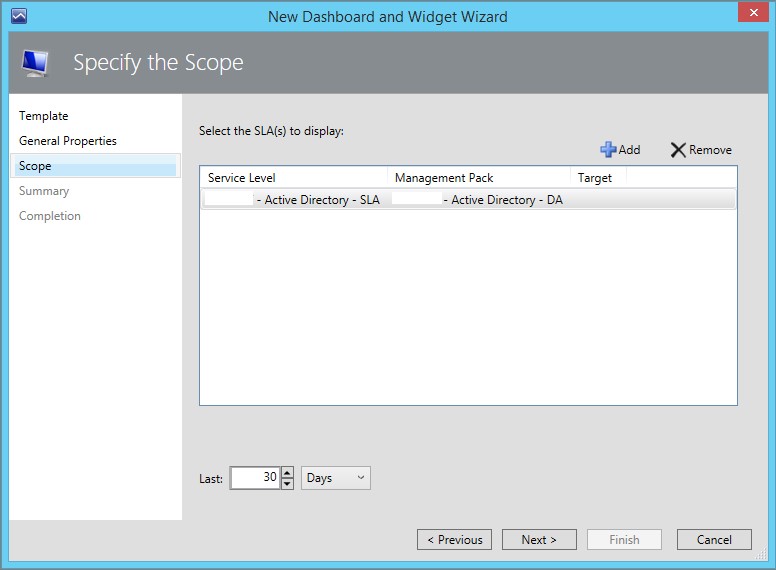 New Dashboard and Widget Wizard
Specify the Scope
Template
General Properties
Scope
Summary
Completion
Select the SLA(s) to display:
Add Remove
Service Level Management Pack Target
- Active Directory - SLA - Active Directory - DA
Last: 30 Days
< Previous Next > Finish Cancel